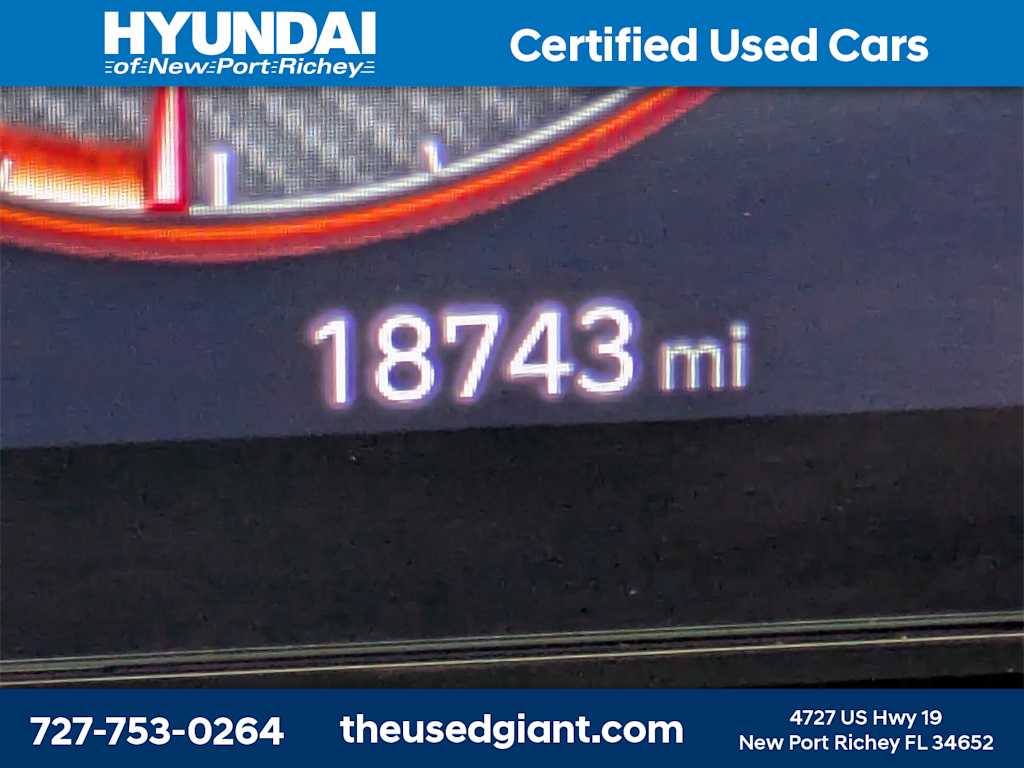 HYUNDAI
of New Port Richey
Certified Used Cars
18743 mi
727-753-0264
theusedgiant.com
4727 US Hwy 19
New Port Richey FL 34652